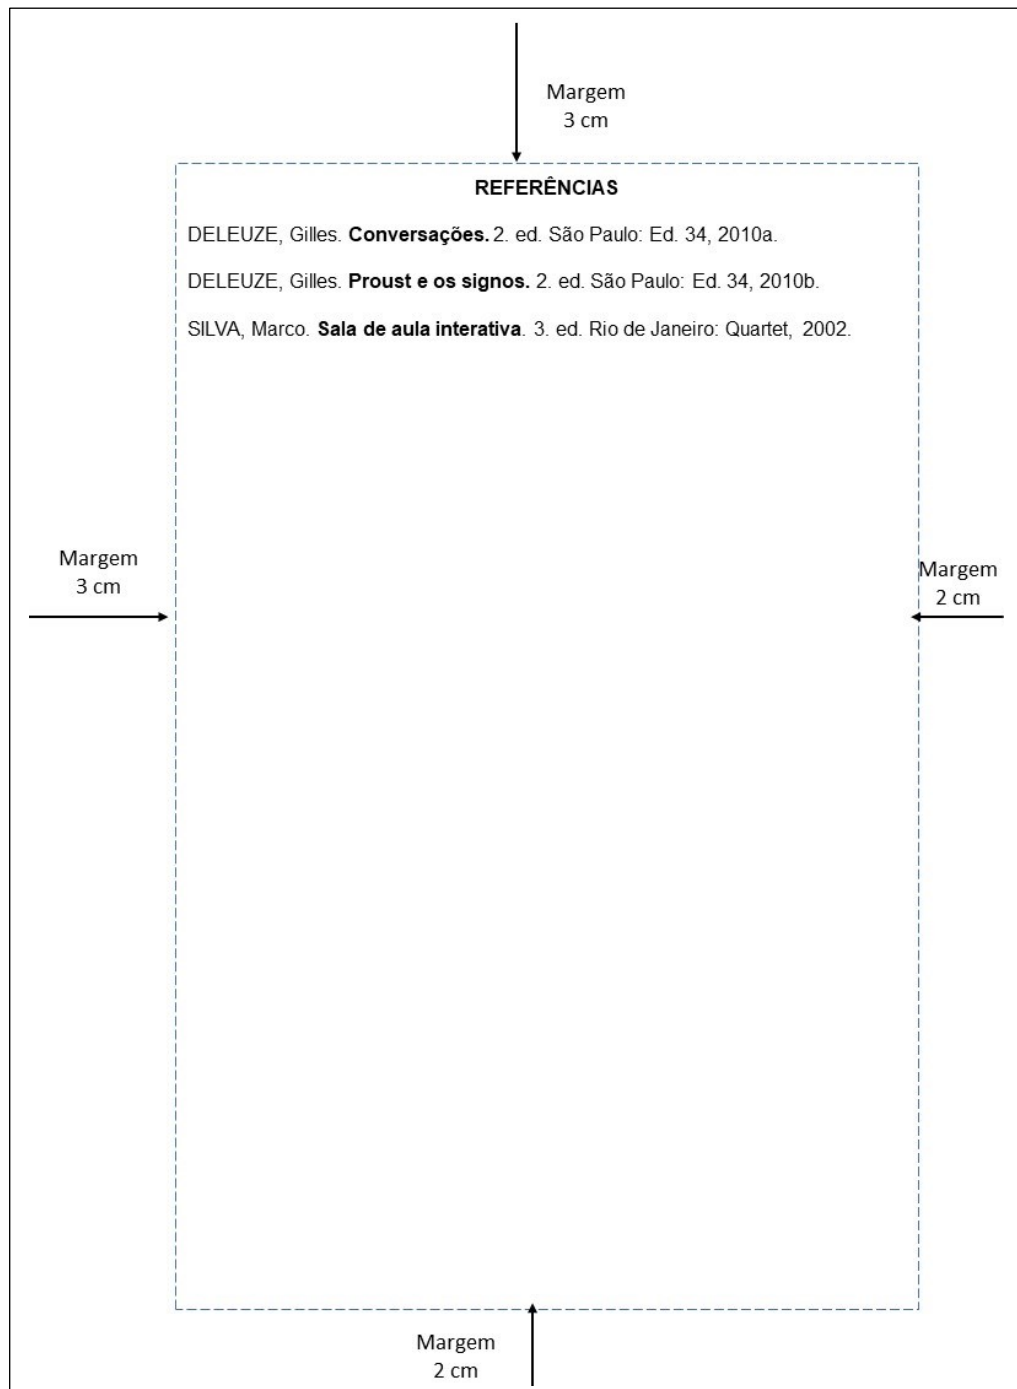 Margem
3 cm
REFERÊNCIAS
DELEUZE, Gilles. Conversações. 2. ed. São Paulo: Ed. 34, 2010a.
DELEUZE, Gilles. Proust e os signos. 2. ed. São Paulo: Ed. 34, 2010b.
SILVA, Marco. Sala de aula interativa. 3. ed. Rio de Janeiro: Quartet, 2002.
Margem
3 cm
Margem
2 cm
Margem
2 cm